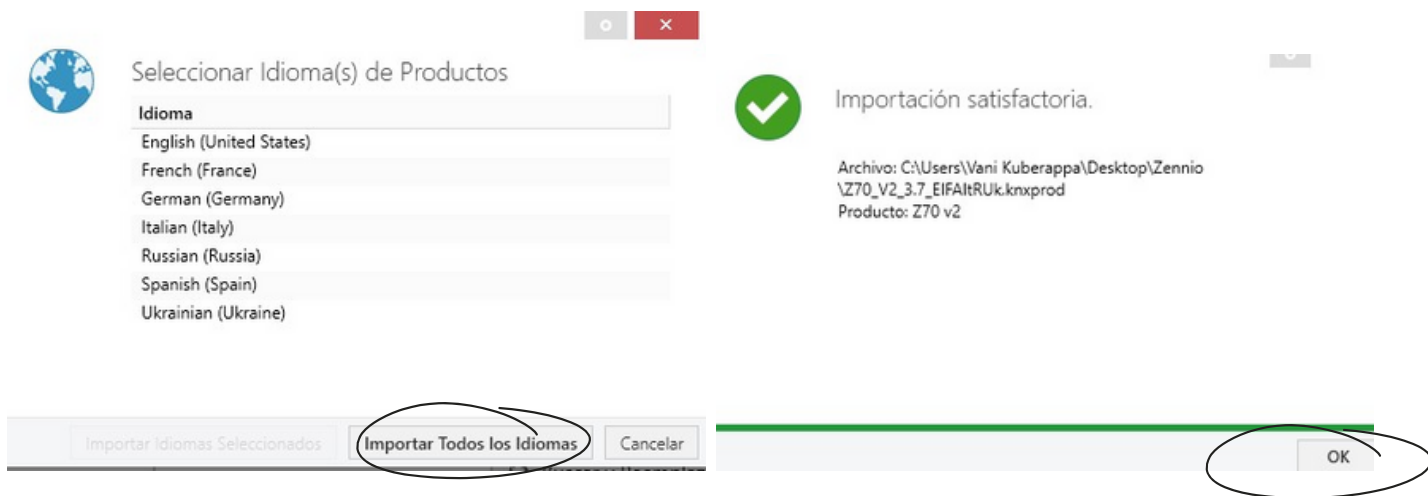 Seleccionar Idioma(s) de Productos
Idioma
English (United States)
French (France)
German (Germany)
Italian (Italy)
Russian (Russia)
Spanish (Spain)
Ukrainian (Ukraine)
Importar Idiomas Seleccionados
Importar Todos los Idiomas
Cancelar
Importación satisfactoria.
Archivo: C:\Users\Vani Kuberappa\Desktop\Zennio
\Z70_V2_3.7_EIFAItRUk.knxprod
Producto: Z70 v2
OK